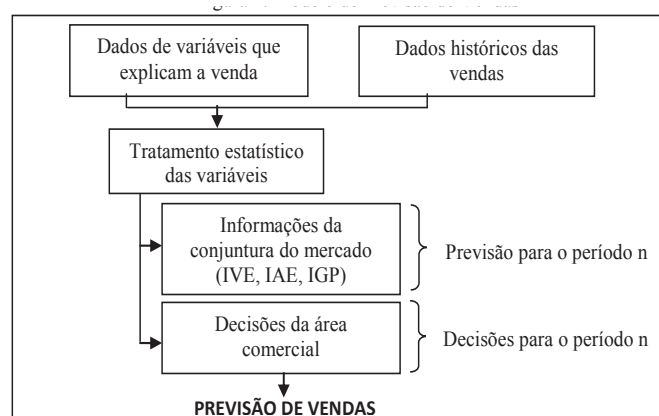 Dados de variáveis que
explicam a venda
Dados históricos das
vendas
Tratamento estatístico
das variáveis
Informações da
conjuntura do mercado
(IVE, IAE, IGP)
Previsão para o período n
Decisões da área
comercial
Decisões para o período n
PREVISÃO DE VENDAS